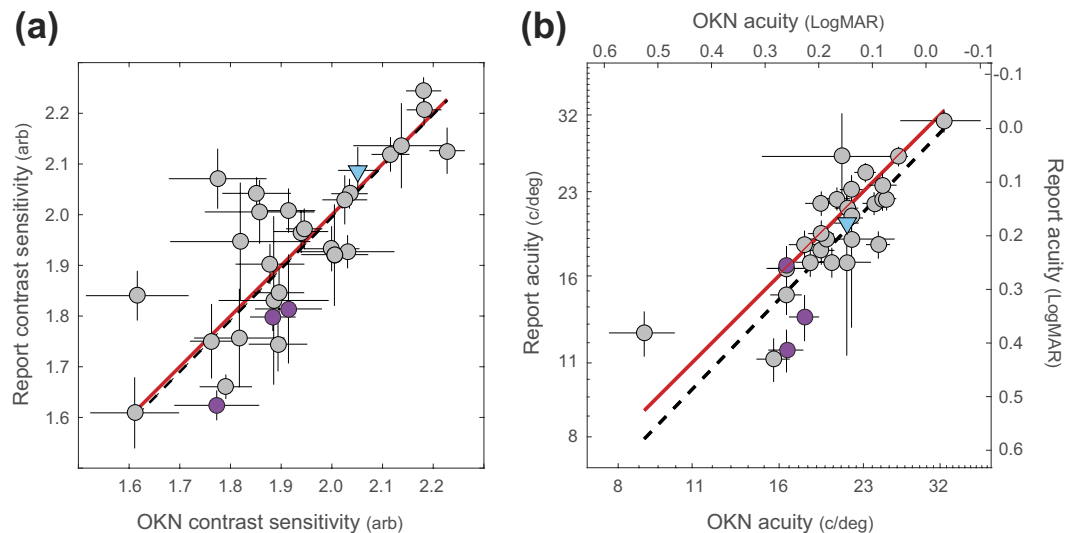 (a)
2.2
2.1
2.0
1.9
1.8
1.7
1.6
Report contrast sensitivity (arb)
1.6 1.7 1.8 1.9 2.0 2.1 2.2
OKN contrast sensitivity (arb)
(b)
OKN acuity (LogMAR)
0.6 0.5 0.4 0.3 0.2 0.1 -0.0 -0.1
32
23
16
11
8
Report acuity (c/deg)
-0.1
-0.0
0.1
0.2
0.3
0.4
0.5
0.6
Report acuity (LogMAR)
8 11 16 23 32
OKN acuity (c/deg)